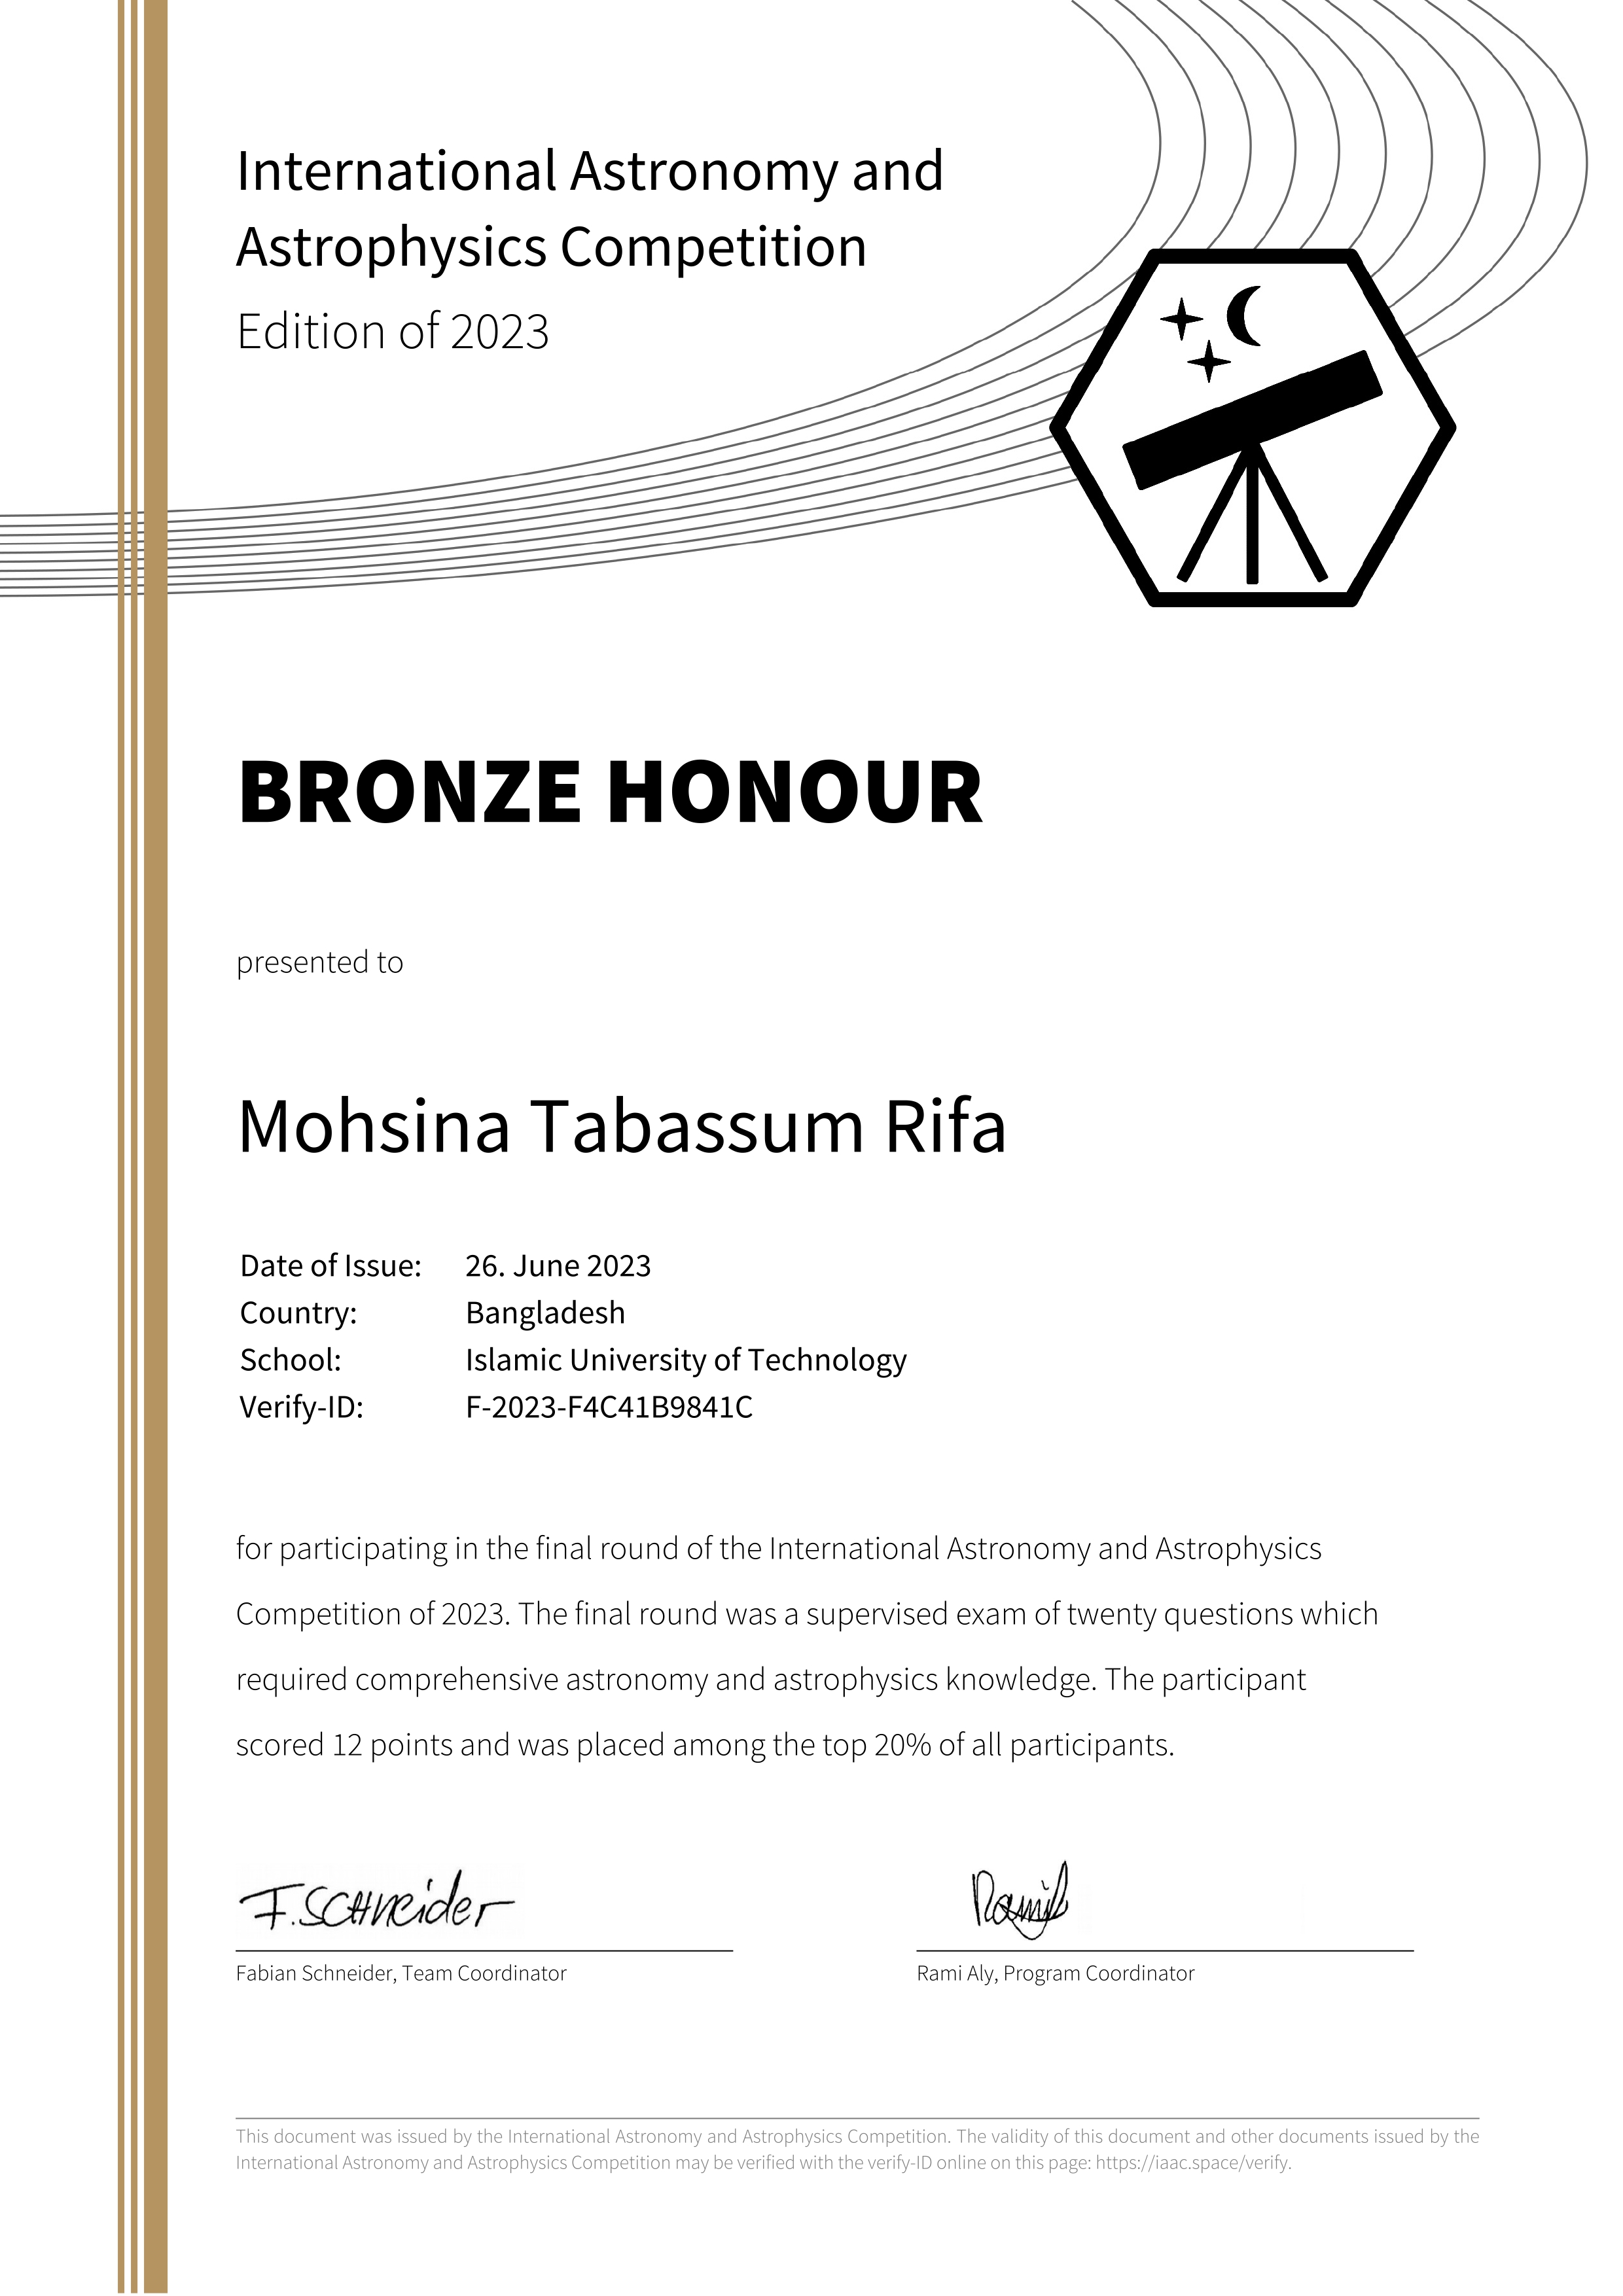 International Astronomy and
Astrophysics Competition
Edition of 2023
BRONZE HONOUR
presented to
Mohsina Tabassum Rifa
Date of Issue: 26. June 2023
Country: Bangladesh
School: Islamic University of Technology
Verify-ID: F-2023-F4C41B9841C
for participating in the final round of the International Astronomy and Astrophysics
Competition of 2023. The final round was a supervised exam of twenty questions which
required comprehensive astronomy and astrophysics knowledge. The participant
scored 12 points and was placed among the top 20% of all participants.
F. SCHNeider
Fabian Schneider, Team Coordinator
Rami Aly, Program Coordinator
This document was issued by the International Astronomy and Astrophysics Competition. The validity of this document and other documents issued by the
International Astronomy and Astrophysics Competition may be verified with the verify-ID online on this page: https://iaac.space/verify.